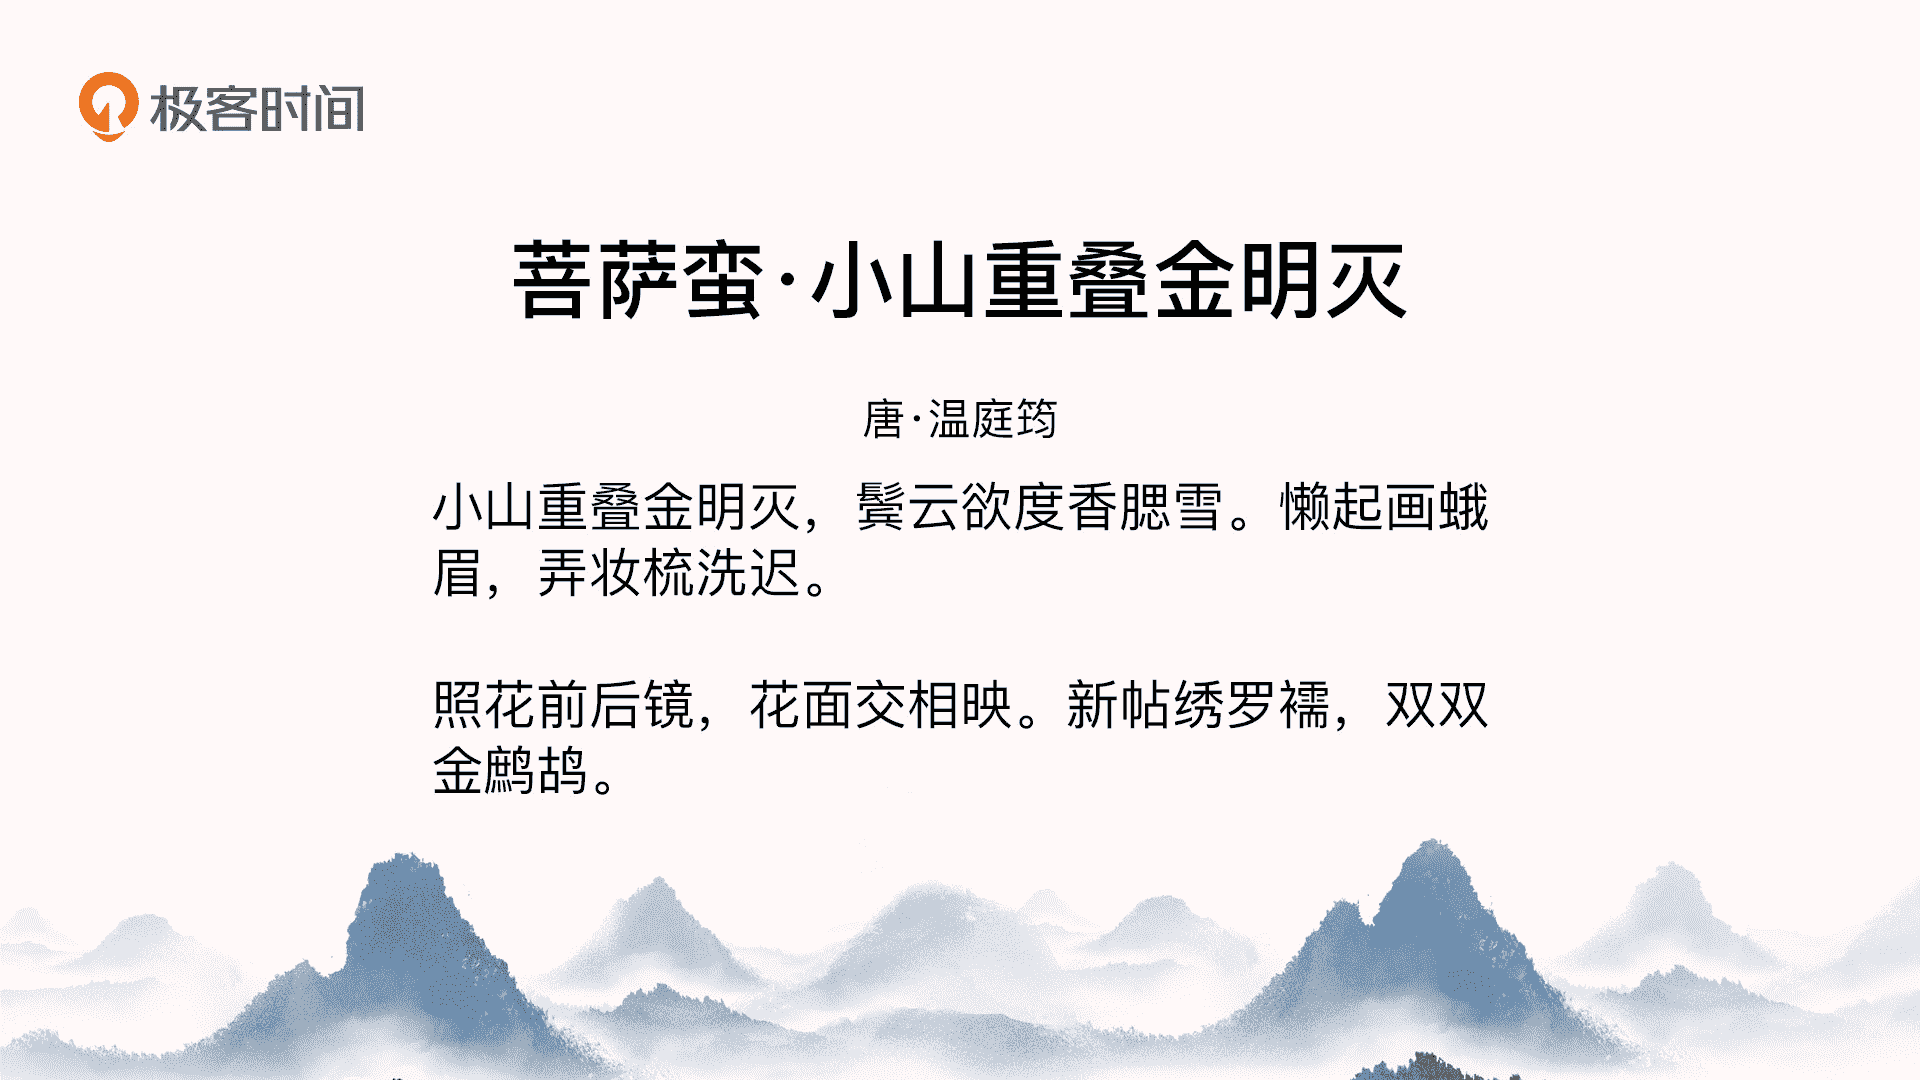 极客时间
菩萨蛮·小山重叠金明灭
唐·温庭筠
小山重叠金明灭，鬓云欲度香腮雪。懒起画蛾
眉，弄妆梳洗迟。
照花前后镜，花面交相映。新帖绣罗襦，双双
金鹧鸪。